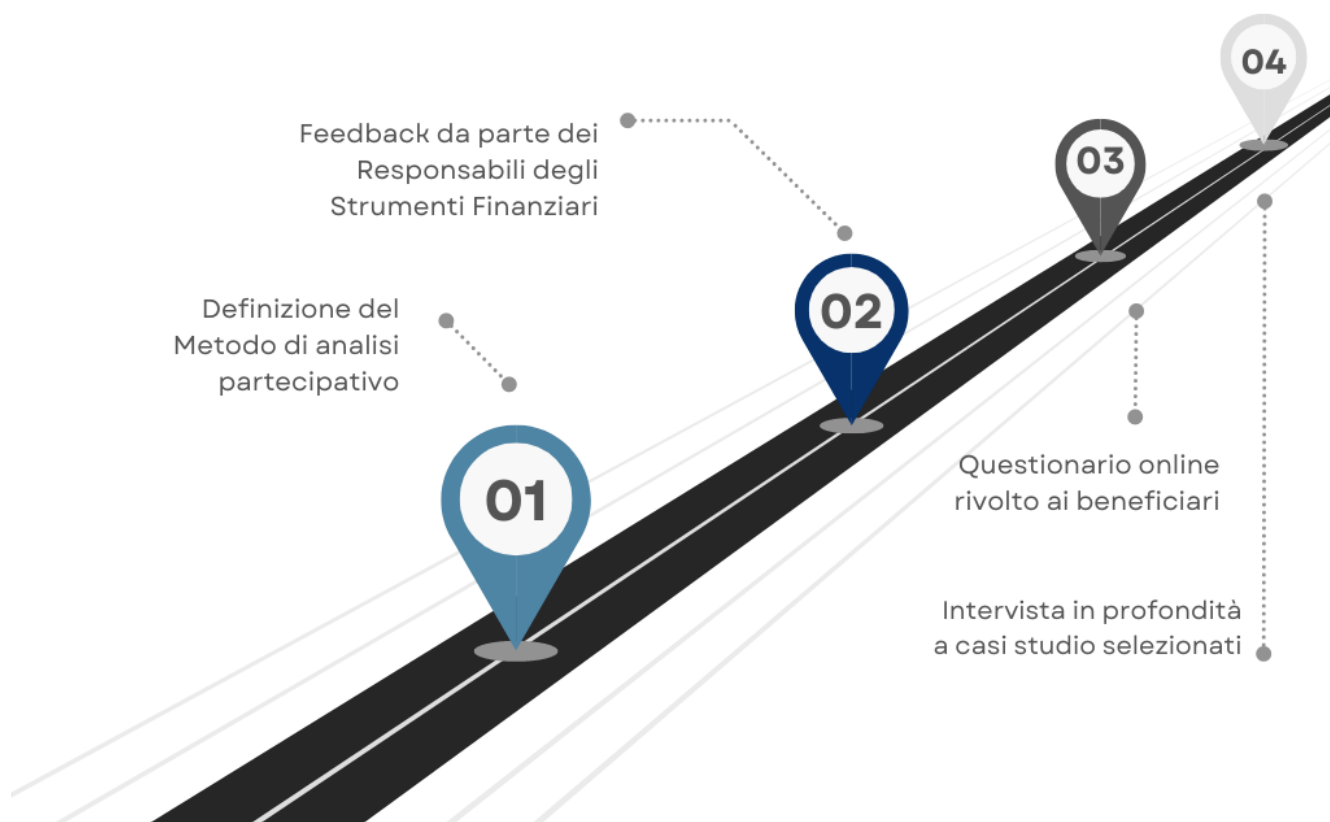 01
Definizione del
Metodo di analisi
partecipativo
02
Feedback da parte dei
Responsabili degli
Strumenti Finanziari
03
Questionario online
rivolto ai beneficiari
04
Intervista in profondità
a casi studio selezionati